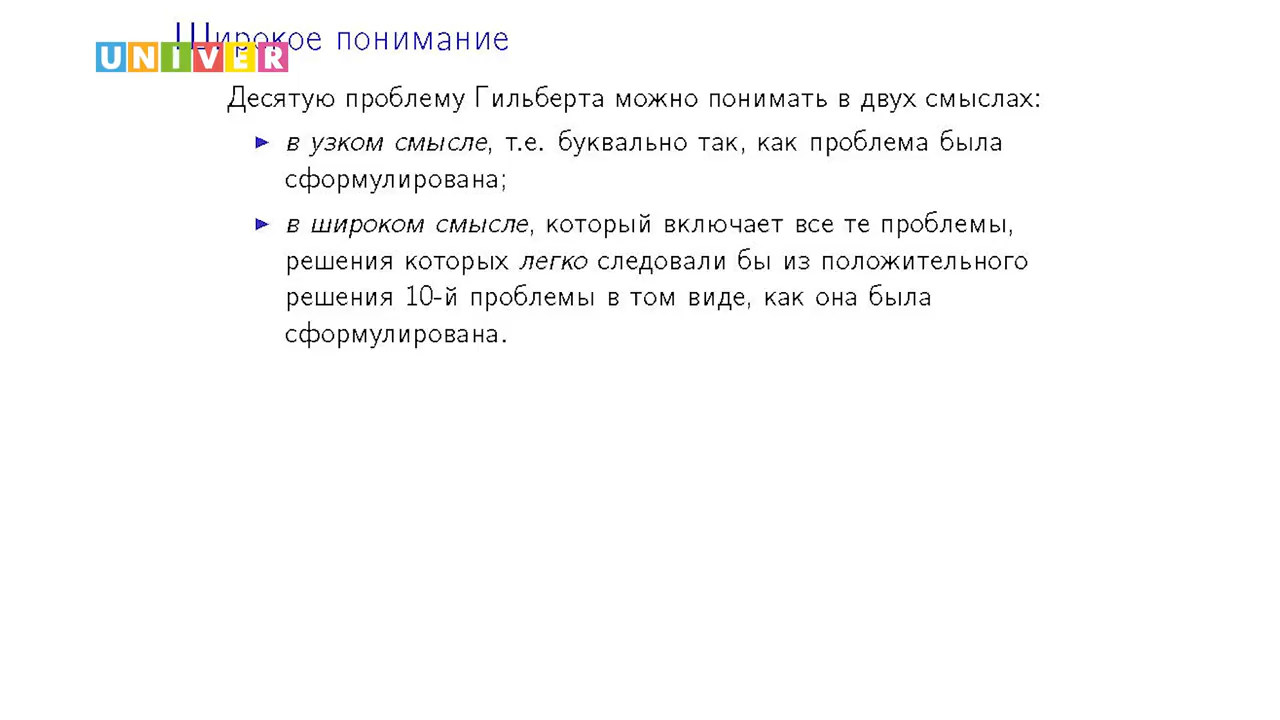 Широкое понимание
UNIVER
Десятую проблему Гильберта можно понимать в двух смыслах:
▶ в узком смысле, т.е. буквально так, как проблема была
сформулирована;
▶ в широком смысле, который включает все те проблемы,
решения которых легко следовали бы из положительного
решения 10-й проблемы в том виде, как она была
сформулирована.